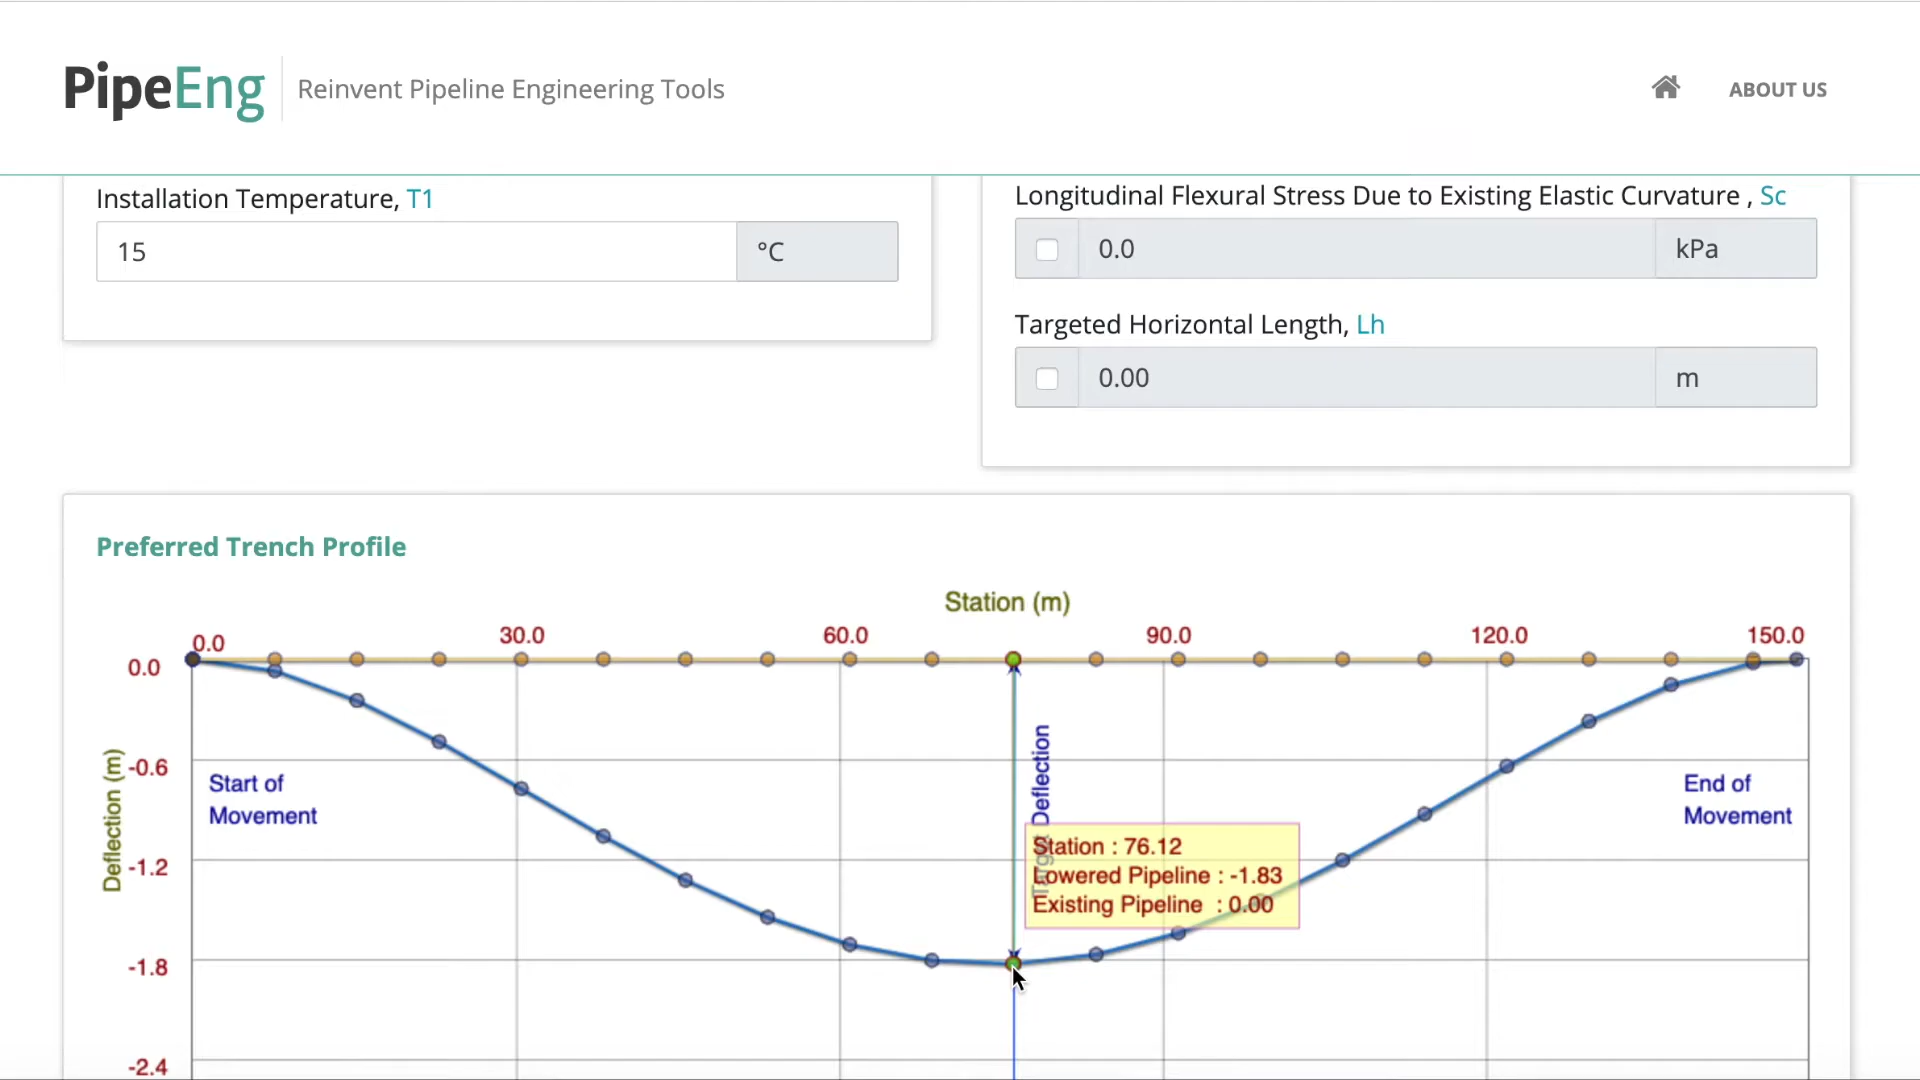 PipeEng
Reinvent Pipeline Engineering Tools
ABOUT US
Installation Temperature, T1
15
°C
Longitudinal Flexural Stress Due to Existing Elastic Curvature , Sc
0.0
kPa
Targeted Horizontal Length, Lh
0.00
m
Preferred Trench Profile
Station (m)
0.0
30.0
60.0
90.0
120.0
150.0
0.0
-0.6
-1.2
-1.8
-2.4
Deflection (m)
Start of
Movement
Target Deflection
Station : 76.12
Lowered Pipeline : -1.83
Existing Pipeline : 0.00
End of
Movement